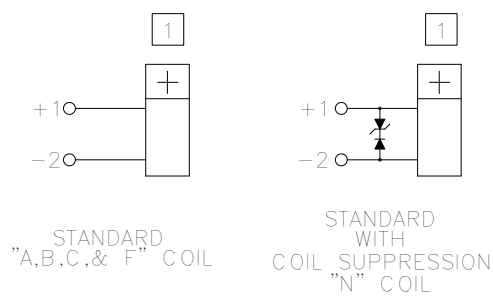 1
+
+1
-2
STANDARD
"A,B,C,& F" COIL
1
+
+1
-2
STANDARD
WITH
COIL SUPPRESSION
"N" COIL